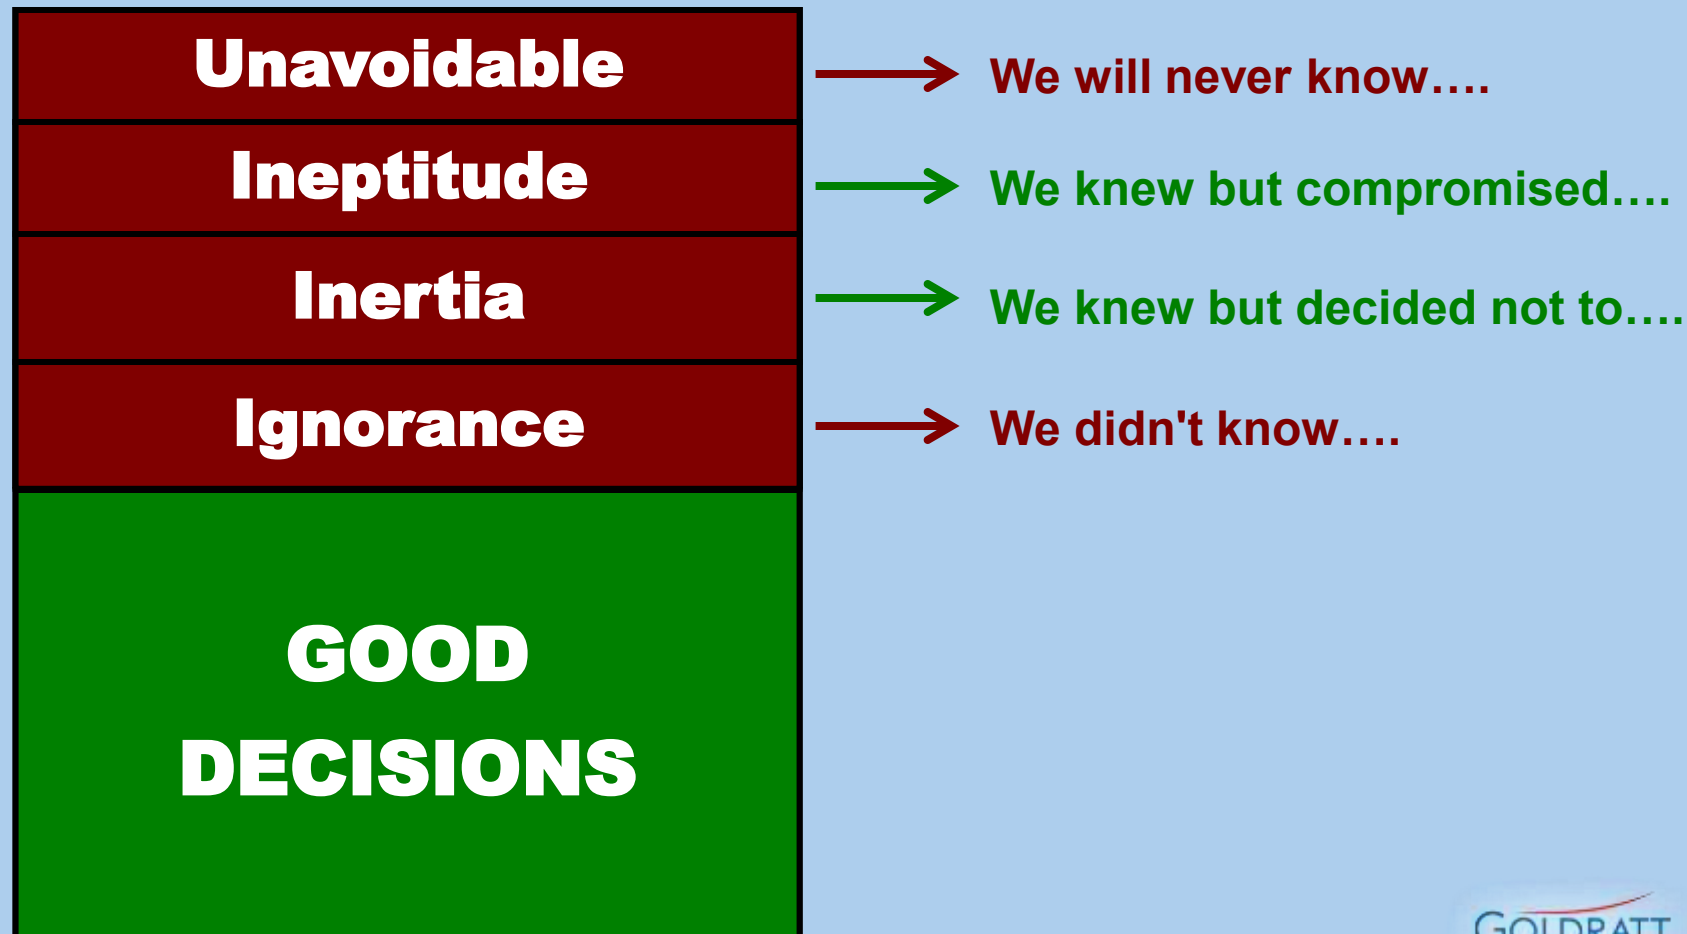 Unavoidable
We will never know….
Ineptitude
We knew but compromised….
Inertia
We knew but decided not to….
Ignorance
We didn't know….
GOOD
DECISIONS
GOLDRATT